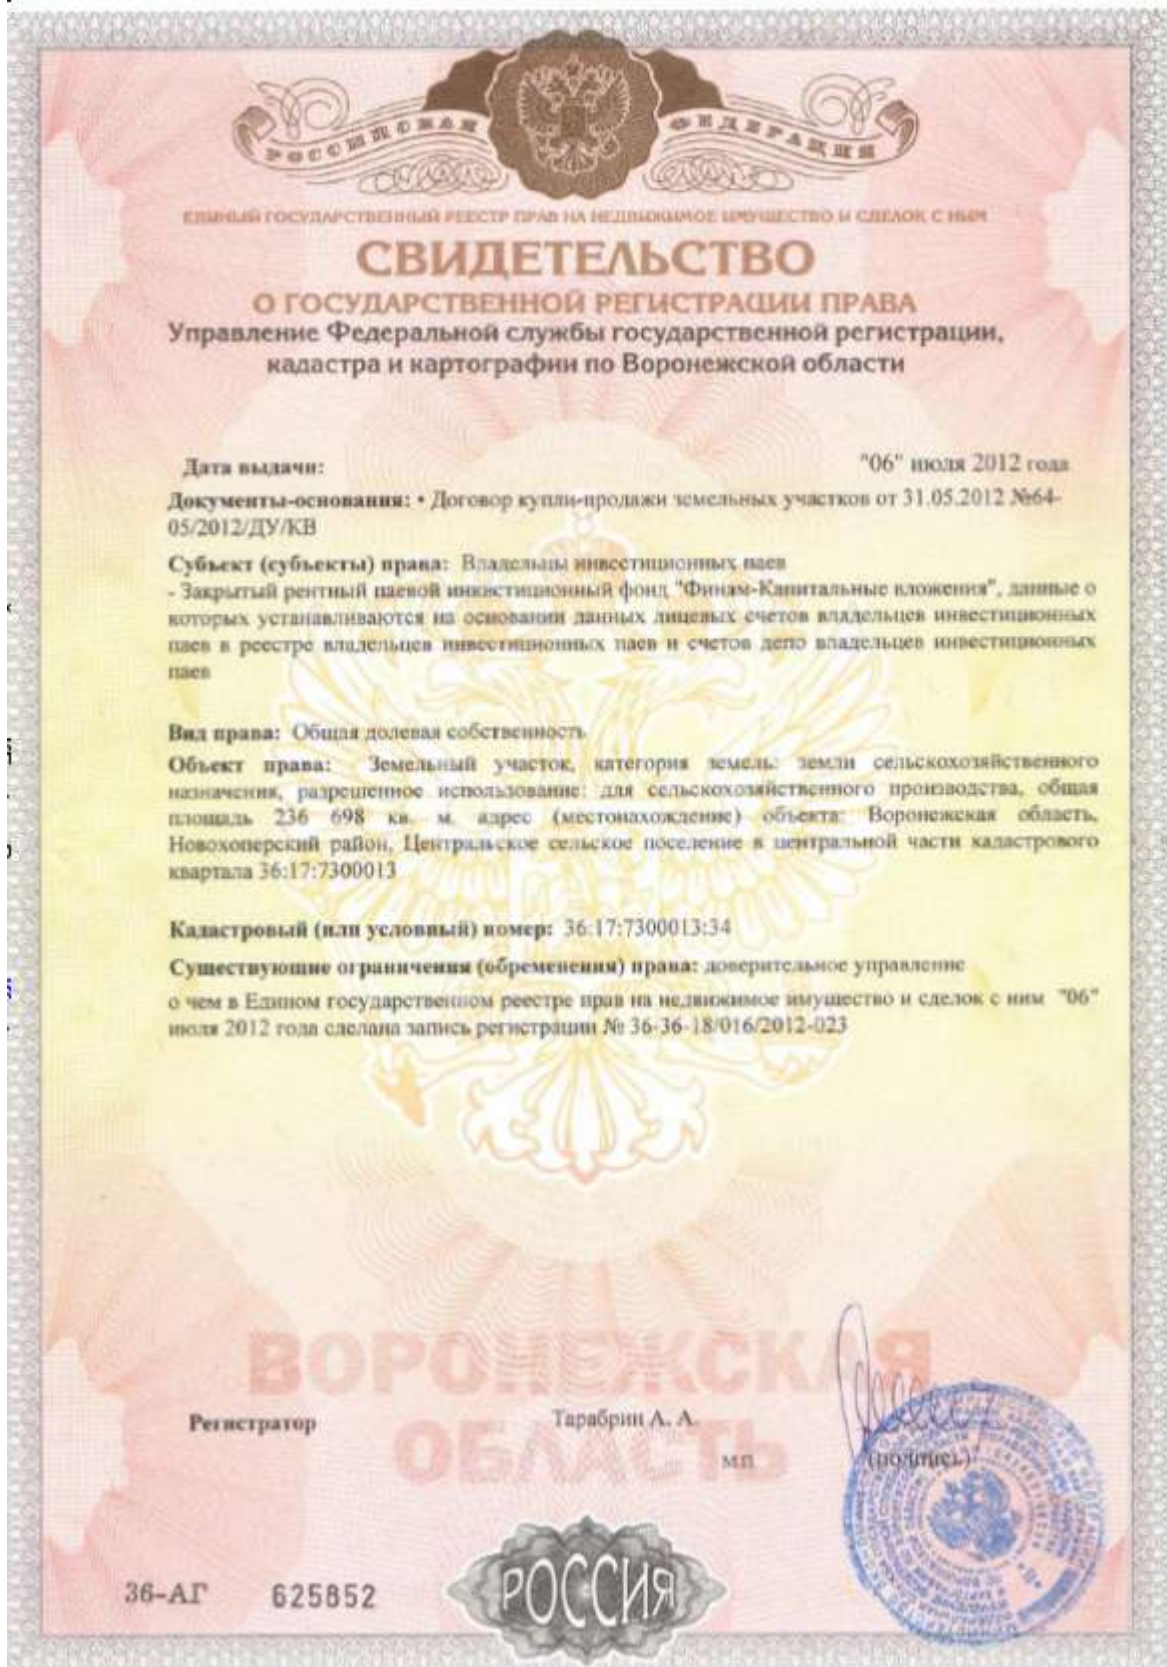 РОССИЙСКАЯ ФЕДЕРАЦИЯ
ЕДИНЫЙ ГОСУДАРСТВЕННЫЙ РЕЕСТР ПРАВ НА НЕДВИЖИМОЕ ИМУЩЕСТВО И СДЕЛОК С НИМ
СВИДЕТЕЛЬСТВО
О ГОСУДАРСТВЕННОЙ РЕГИСТРАЦИИ ПРАВА
Управление Федеральной службы государственной регистрации,
кадастра и картографии по Воронежской области
Дата выдачи: "06" июля 2012 года
Документы-основания: • Договор купли-продажи земельных участков от 31.05.2012 №64-
05/2012/ДУ/КВ
Субъект (субъекты) права: Владельцы инвестиционных паев
- Закрытый рентный паевой инвистиционный фонд "Финам-Капитальные вложения", данные о
которых устанавливаются на основании данных лицевых счетов владельцев инвестиционных
паев в реестре владельцев инвестиционных паев и счетов депо владельцев инвестиционных
паев
Вид права: Общая долевая собственность
Объект права: Земельный участок, категория земель: земли сельскохозяйственного
назначения, разрешенное использование: для сельскохозяйственного производства, общая
площадь 236 698 кв. м, адрес (местонахождение) объекта: Воронежская область,
Новохоперский район, Центральское сельское поселение в центральной части кадастрового
квартала 36:17:7300013
Кадастровый (или условный) номер: 36:17:7300013:34
Существующие ограничения (обременения) права: доверительное управление
о чем в Едином государственном реестре прав на недвижимое имущество и сделок с ним "06"
июля 2012 года сделана запись регистрации № 36-36-18/016/2012-023
ВОРОНЕЖСКАЯ
ОБЛАСТЬ
Регистратор Тарабрин А. А.
м.п. (подпись)
36-АГ 625852
РОССИЯ